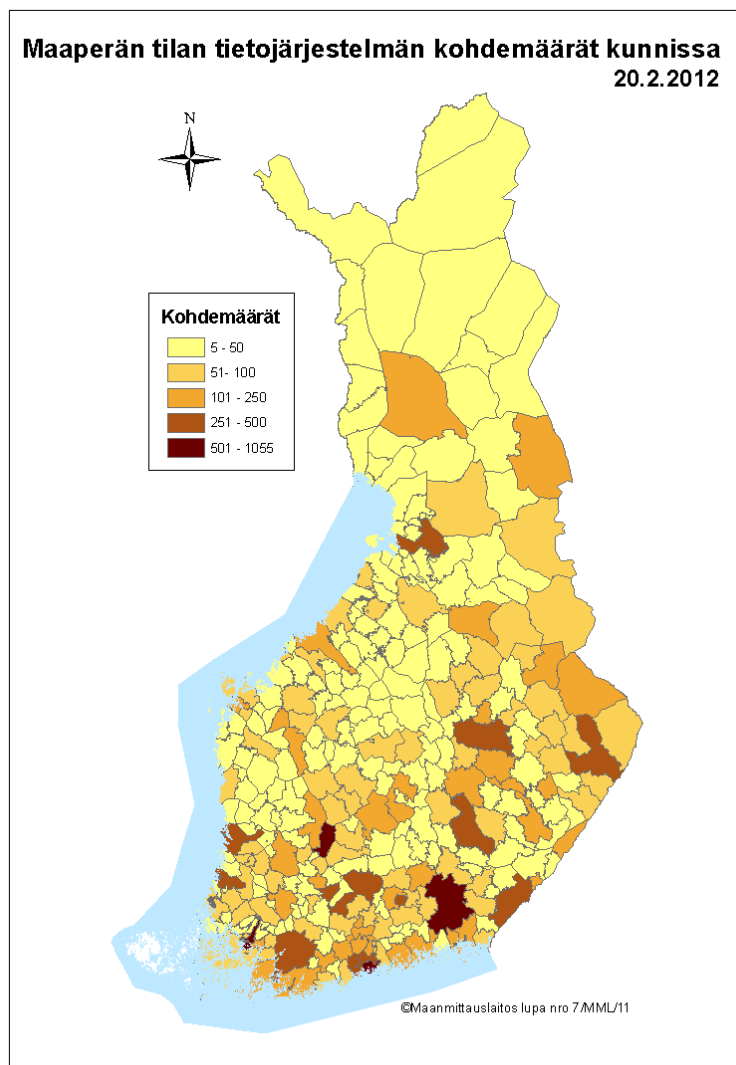 Maaperän tilan tietojärjestelmän kohdemäärät kunnissa
20.2.2012
N
Kohdemäärät
5 - 50
51- 100
101 - 250
251 - 500
501 - 1055
©Maanmittauslaitos lupa nro 7/MML/11